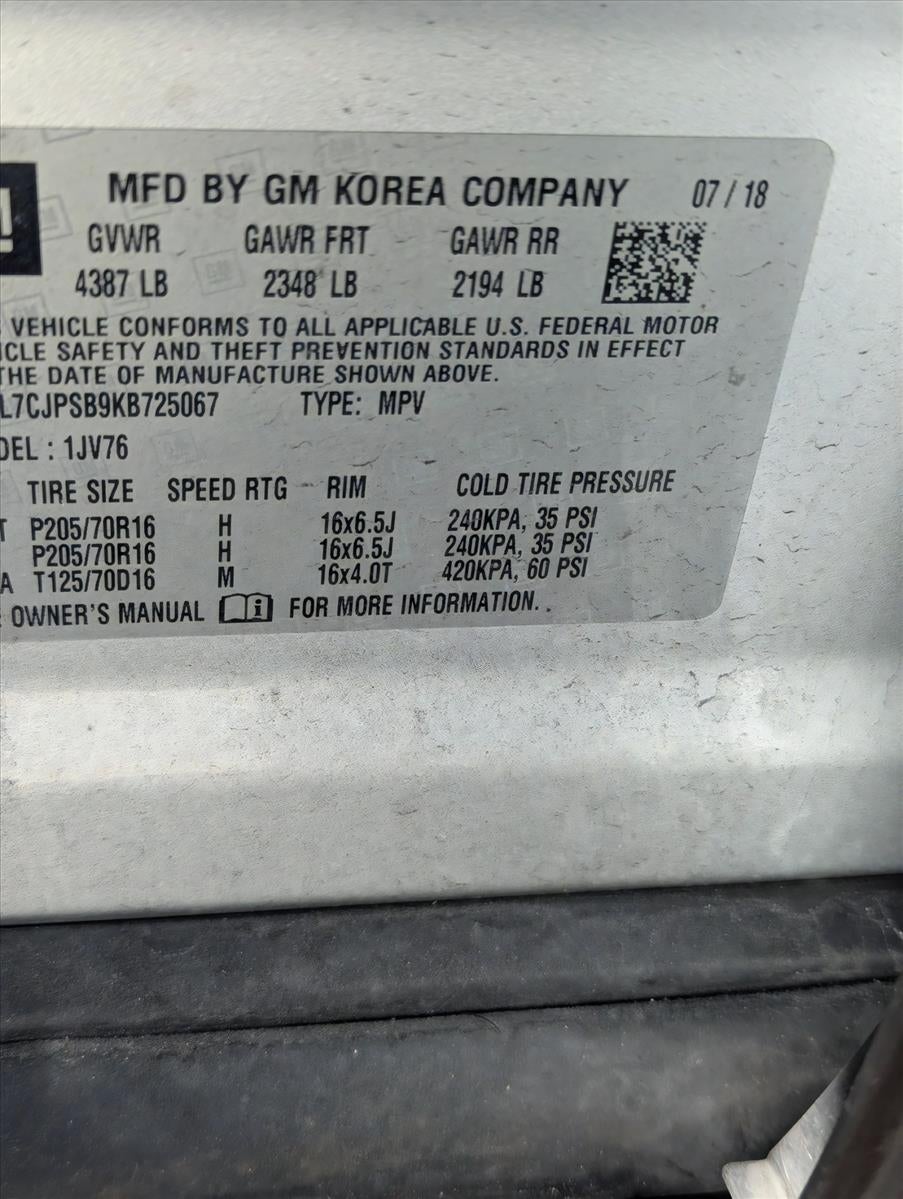 MFD BY GM KOREA COMPANY 07/18
GVWR GAWR FRT GAWR RR
4387 LB 2348 LB 2194 LB
VEHICLE CONFORMS TO ALL APPLICABLE U.S. FEDERAL MOTOR
ICLE SAFETY AND THEFT PREVENTION STANDARDS IN EFFECT
THE DATE OF MANUFACTURE SHOWN ABOVE.
L7CJPSB9KB725067 TYPE: MPV
DEL : 1JV76
TIRE SIZE SPEED RTG RIM COLD TIRE PRESSURE
T P205/70R16 H 16x6.5J 240KPA, 35 PSI
P205/70R16 H 16x6.5J 240KPA, 35 PSI
A T125/70D16 M 16x4.0T 420KPA, 60 PSI
OWNER'S MANUAL FOR MORE INFORMATION.